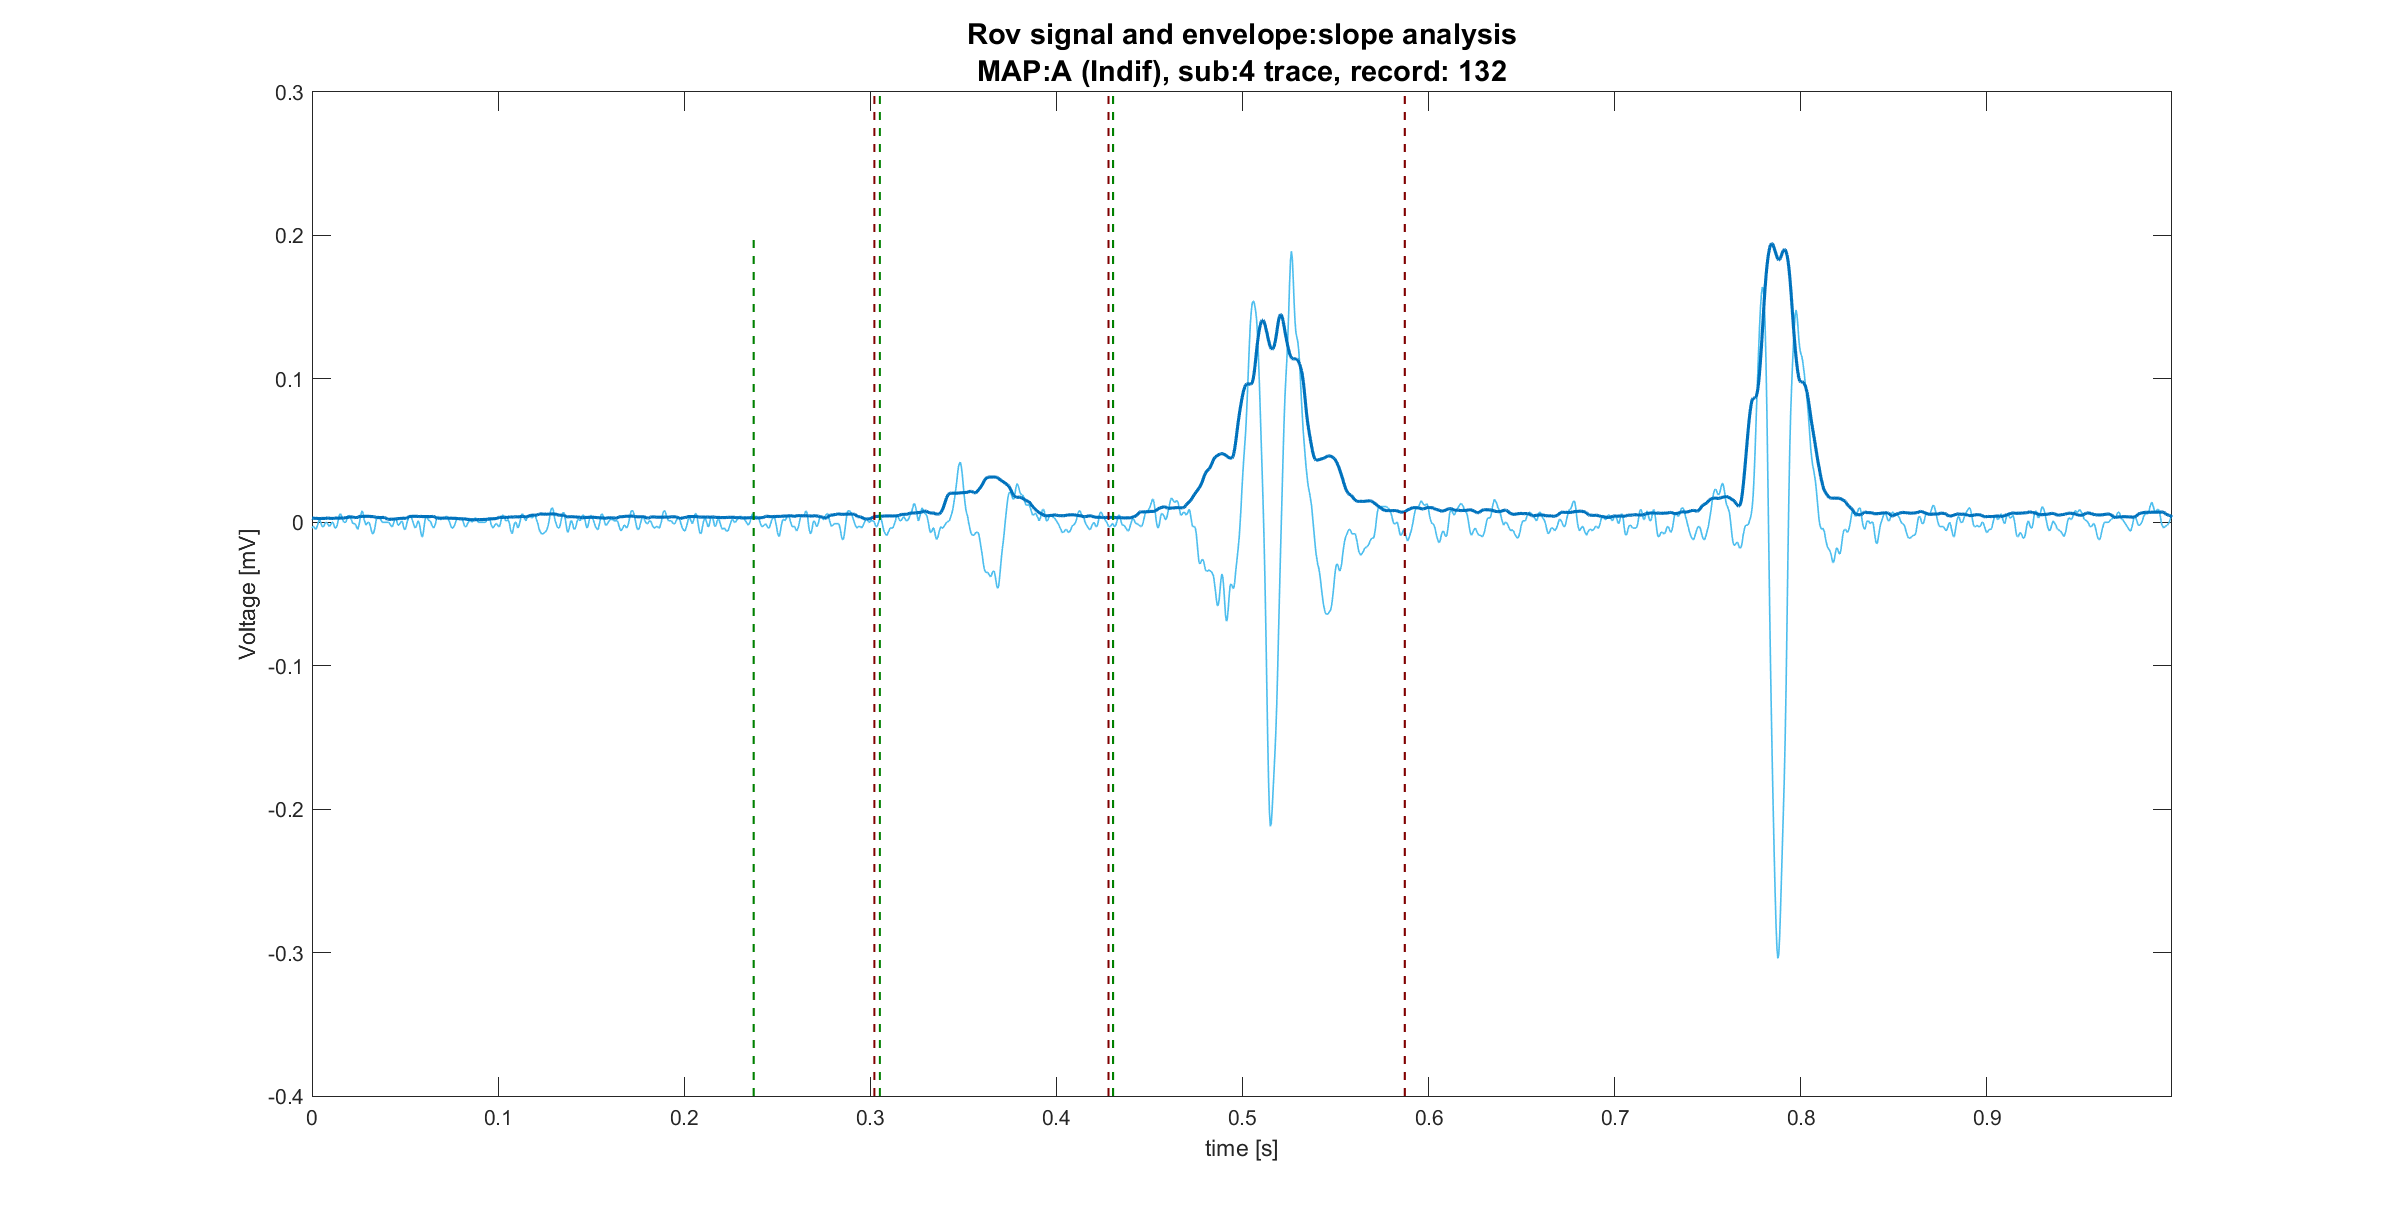 Rov signal and envelope:slope analysis
MAP:A (Indif), sub:4 trace, record: 132
0.3
0.2
0.1
0
-0.1
-0.2
-0.3
-0.4
Voltage [mV]
0 0.1 0.2 0.3 0.4 0.5 0.6 0.7 0.8 0.9
time [s]